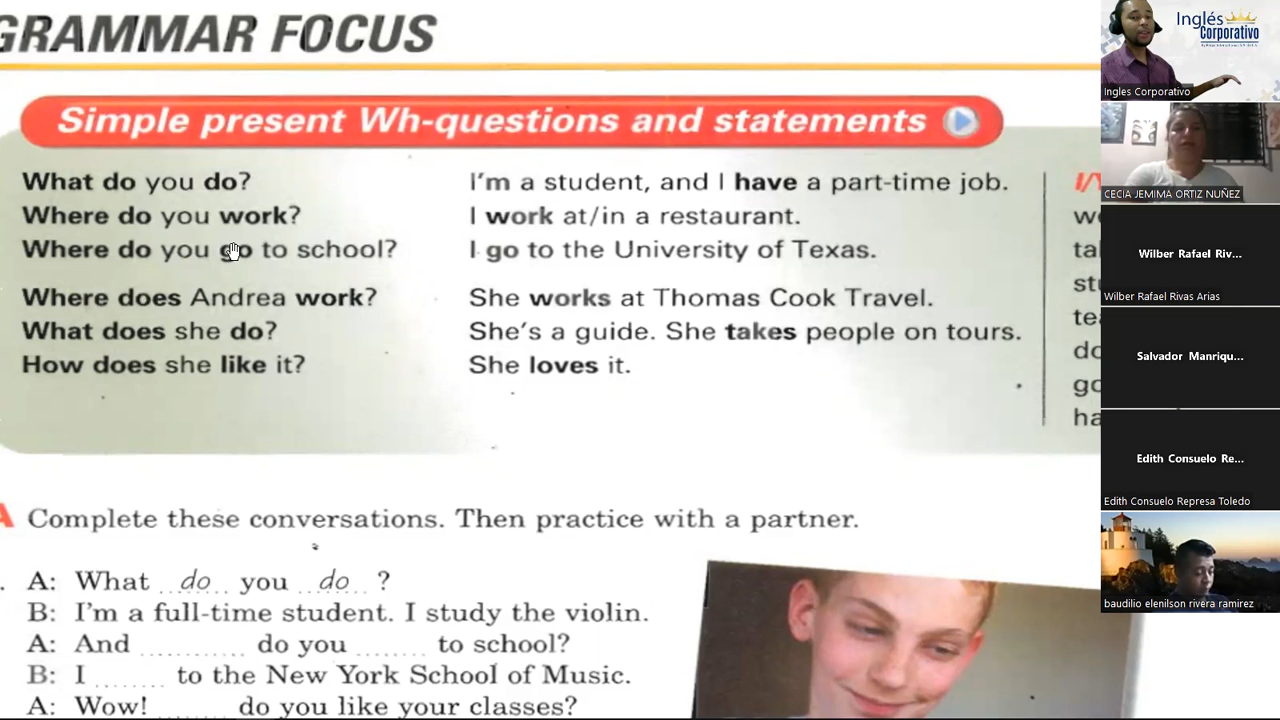 GRAMMAR FOCUS
Simple present Wh-questions and statements
What do you do? I'm a student, and I have a part-time job.
Where do you work? I work at/in a restaurant.
Where do you go to school? I go to the University of Texas.
Where does Andrea work? She works at Thomas Cook Travel.
What does she do? She's a guide. She takes people on tours.
How does she like it? She loves it.
A Complete these conversations. Then practice with a partner.
A: What do you do ?
B: I'm a full-time student. I study the violin.
A: And .......... do you ....... to school?
B: I ....... to the New York School of Music.
A: Wow! ....... do you like your classes?
Inglés
Corporativo
Ingles Corporativo
CECIA JEMIMA ORTIZ NUÑEZ
Wilber Rafael Riv...
Wilber Rafael Rivas Arias
Salvador Manriqu...
Edith Consuelo Re...
Edith Consuelo Represa Toledo
baudilio elenilson rivera ramirez